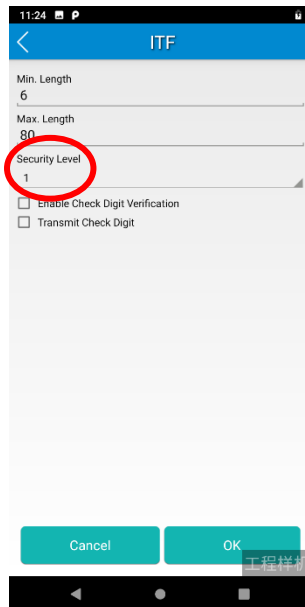 11:24
ITF
Min. Length
6
Max. Length
80
Security Level
1
Enable Check Digit Verification
Transmit Check Digit
Cancel
OK
工程样机